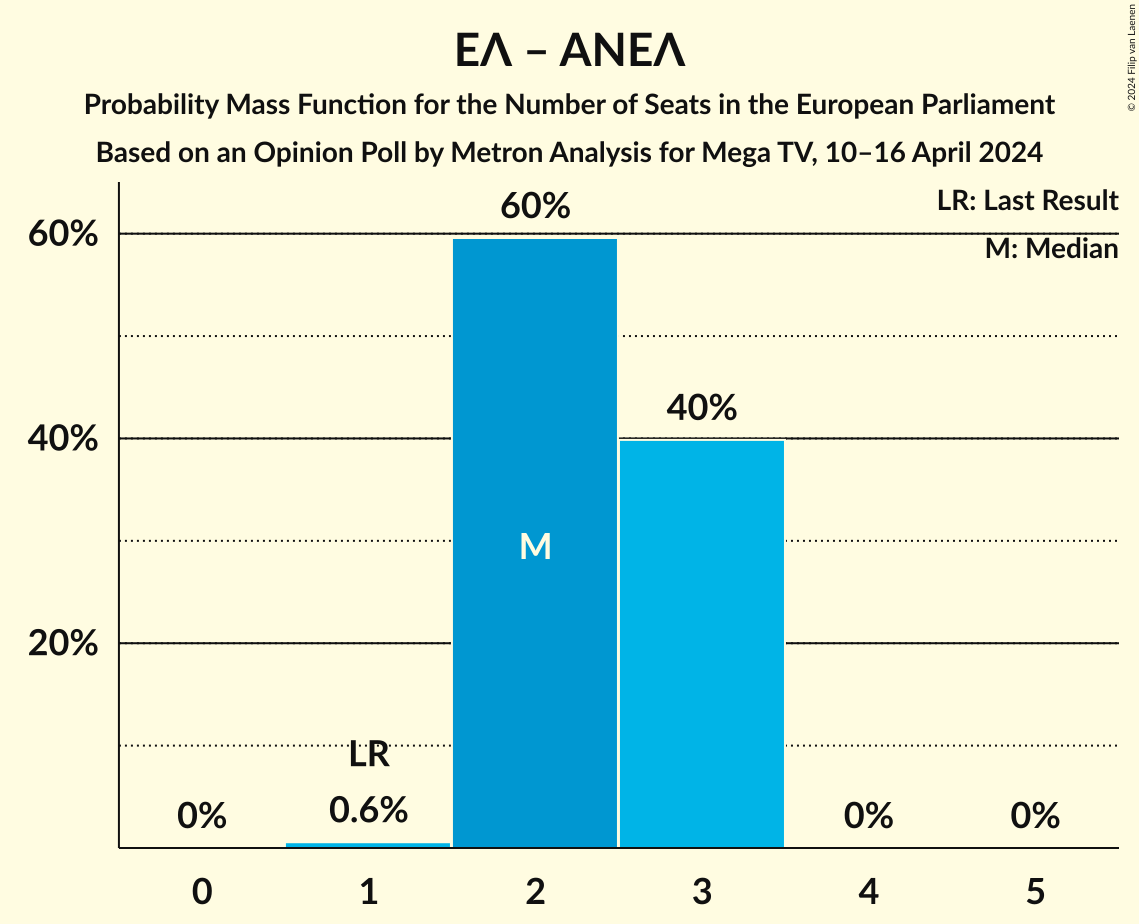 ΕΛ – ΑΝΕΛ
Probability Mass Function for the Number of Seats in the European Parliament
Based on an Opinion Poll by Metron Analysis for Mega TV, 10–16 April 2024
© 2024 Filip van Laenen
LR: Last Result
M: Median
60%
60%
40%
40%
M
20%
LR
0%
0.6%
0%
0%
0
1
2
3
4
5